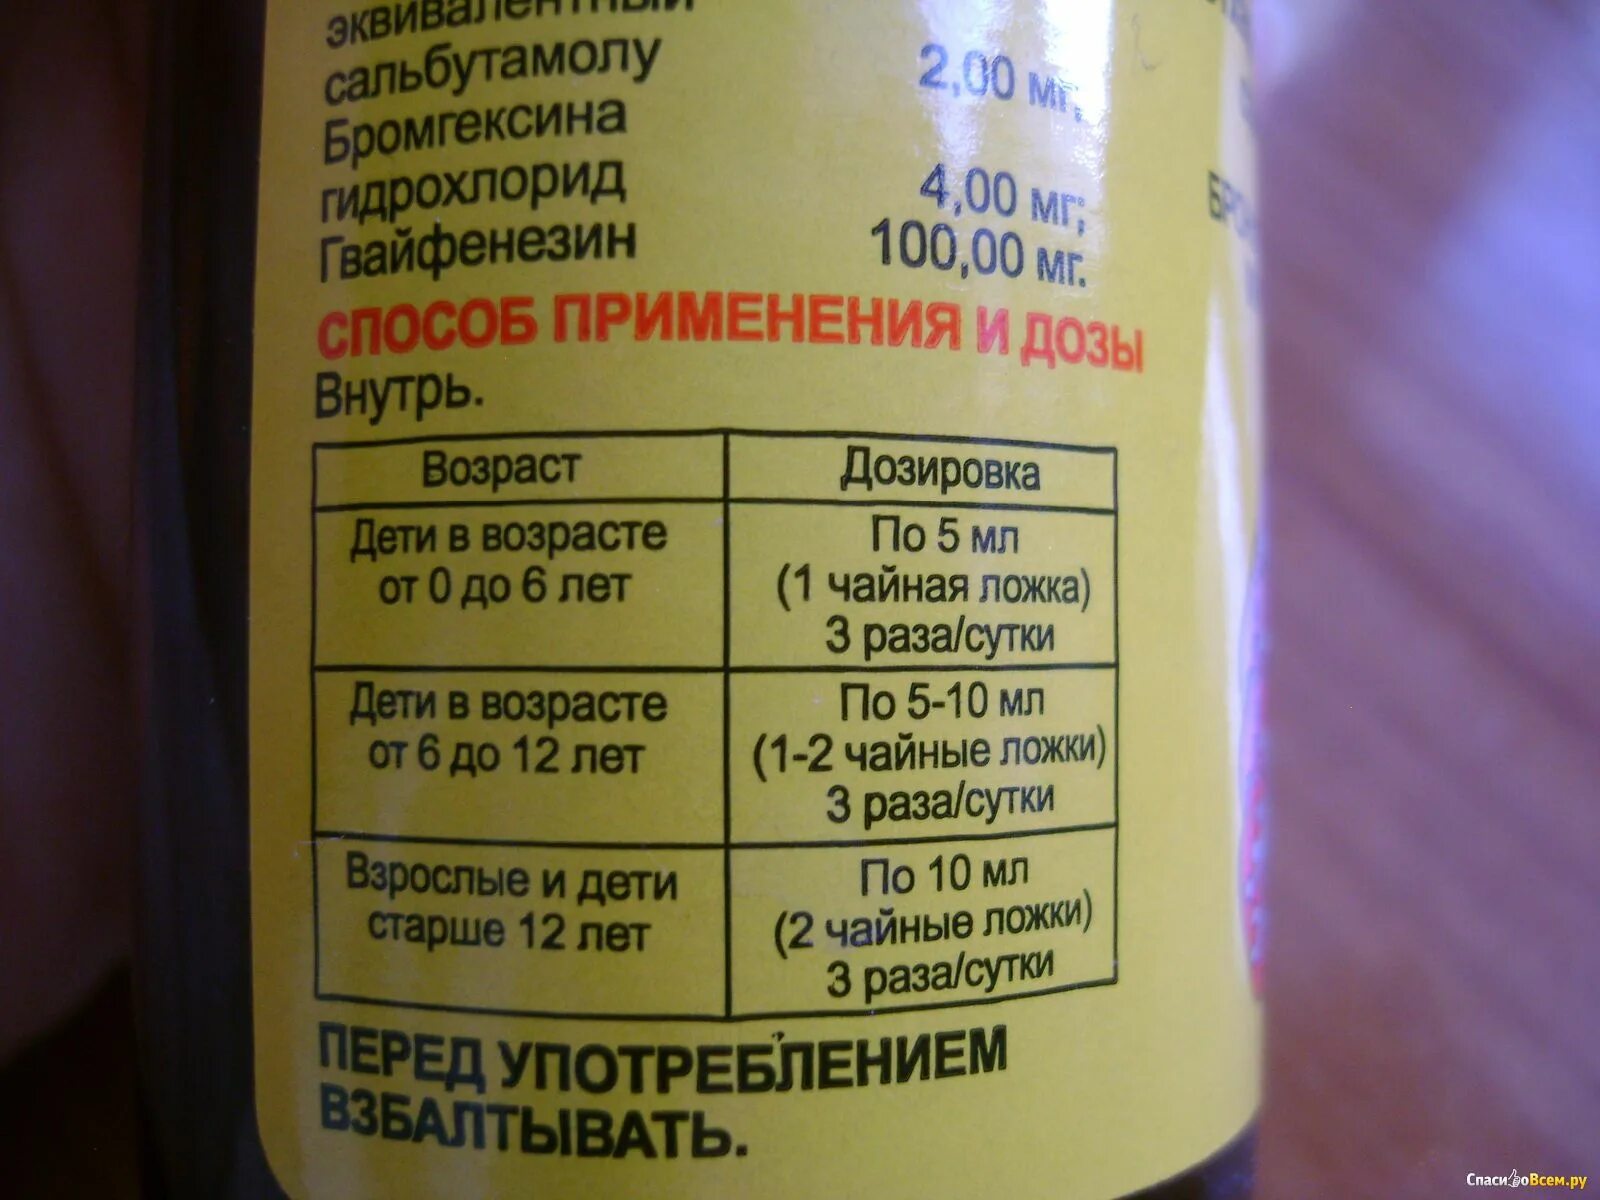 эквивалентный
сальбутамолу 2,00 мг;
Бромгексина
гидрохлорид 4,00 мг;
Гвайфенезин 100,00 мг.
СПОСОБ ПРИМЕНЕНИЯ И ДОЗЫ
Внутрь.
Возраст Дозировка
Дети в возрасте По 5 мл
от 0 до 6 лет (1 чайная ложка)
3 раза/сутки
Дети в возрасте По 5-10 мл
от 6 до 12 лет (1-2 чайные ложки)
3 раза/сутки
Взрослые и дети По 10 мл
старше 12 лет (2 чайные ложки)
3 раза/сутки
ПЕРЕД УПОТРЕБЛЕНИЕМ
ВЗБАЛТЫВАТЬ.
СпасибоВсем.ру